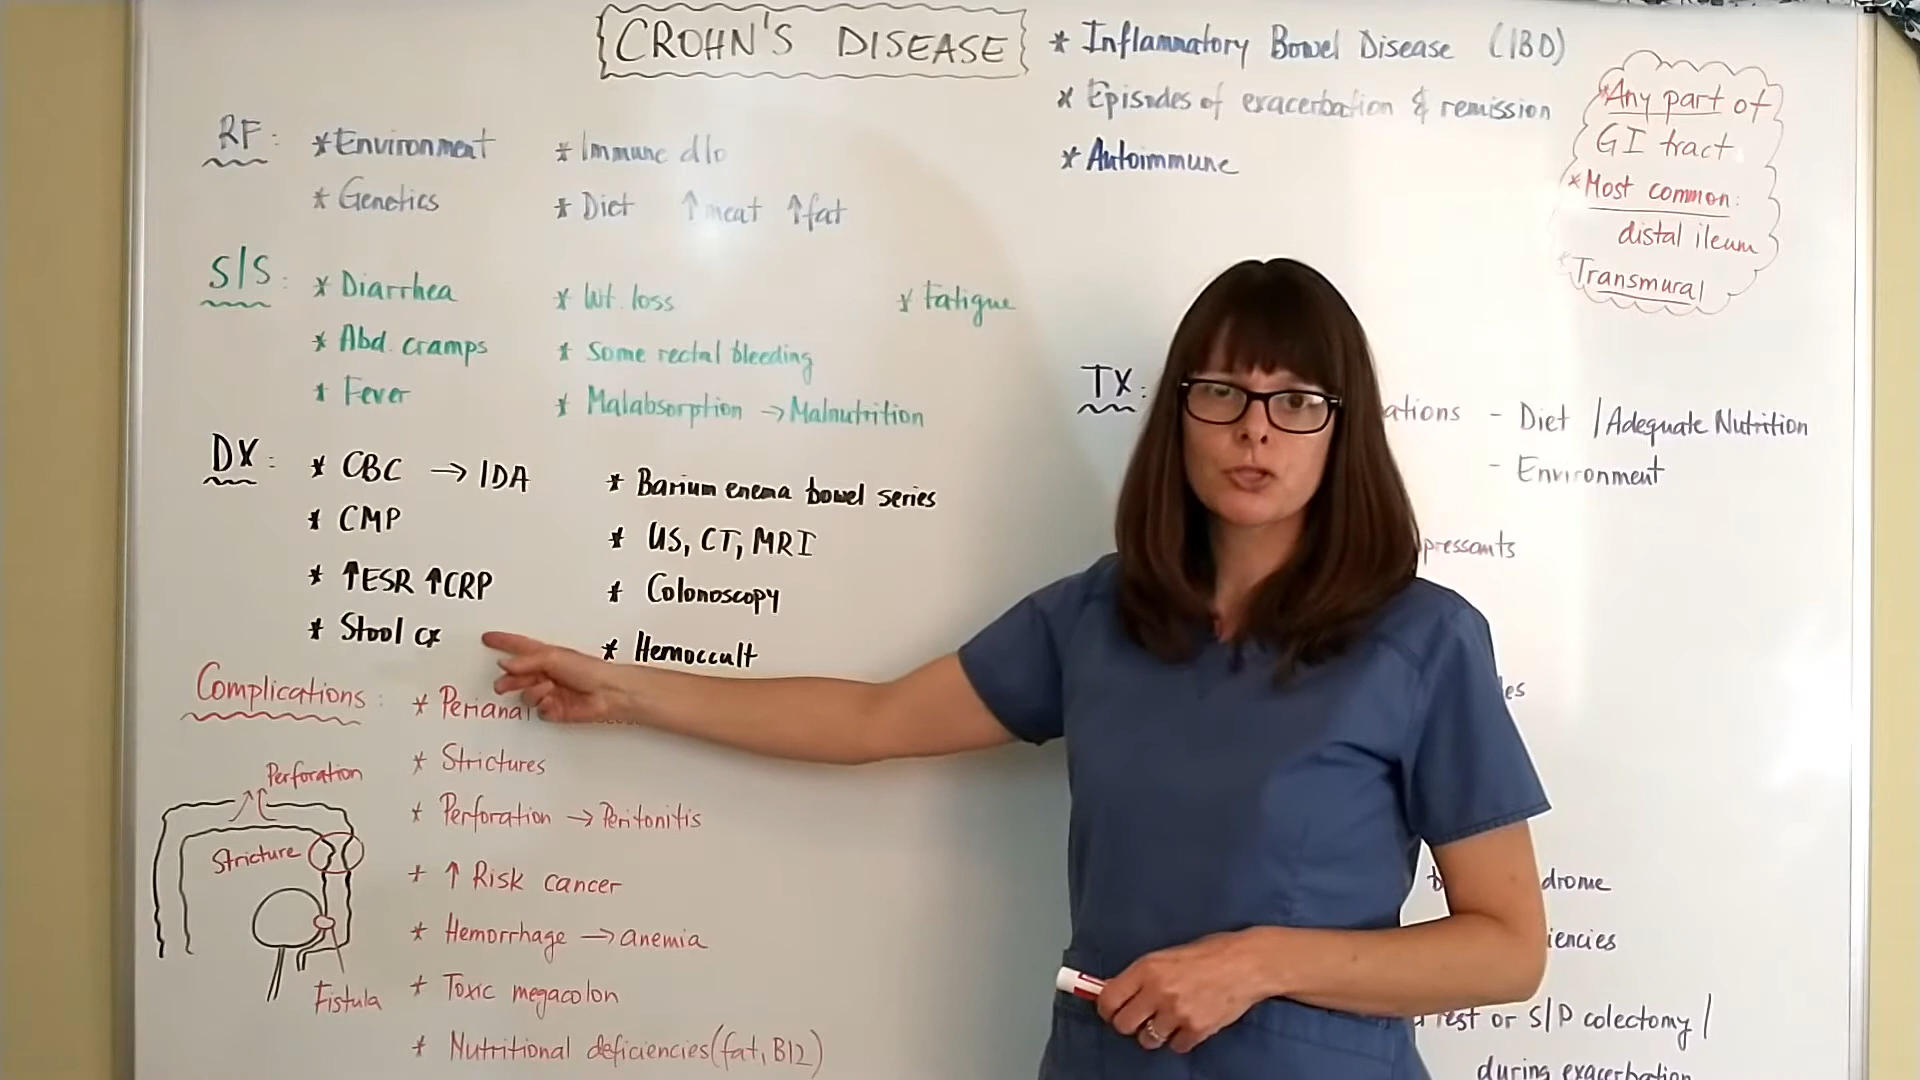 CROHN'S DISEASE
* Inflammatory Bowel Disease (IBD)
* Episodes of exacerbation & remission
* Autoimmune
*Any part of
GI tract
*Most common:
distal ileum
*Transmural
RF: *Environment *Immune d/o
*Genetics *Diet ↑meat ↑fat
S/S: *Diarrhea *Wt. loss *Fatigue
*Abd. cramps *Some rectal bleeding
*Fever *Malabsorption → Malnutrition
DX: *CBC → IDA *Barium enema bowel series
*CMP *US, CT, MRI
*↑ESR ↑CRP *Colonoscopy
*Stool cx *Hemoccult
Complications: *Perianal
*Strictures
*Perforation → Peritonitis
*↑ Risk cancer
*Hemorrhage → anemia
*Toxic megacolon
*Nutritional deficiencies (fat, B12)
Perforation
Stricture
Fistula
TX:
ations - Diet / Adequate Nutrition
- Environment
pressants
es
drome
iencies
rest or S/P colectomy /
during exacerbation